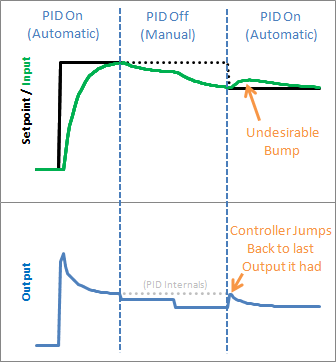 PID On
(Automatic)
PID Off
(Manual)
PID On
(Automatic)
Setpoint / Input
Undesirable
Bump
Output
(PID Internals)
Controller Jumps
Back to last
Output it had